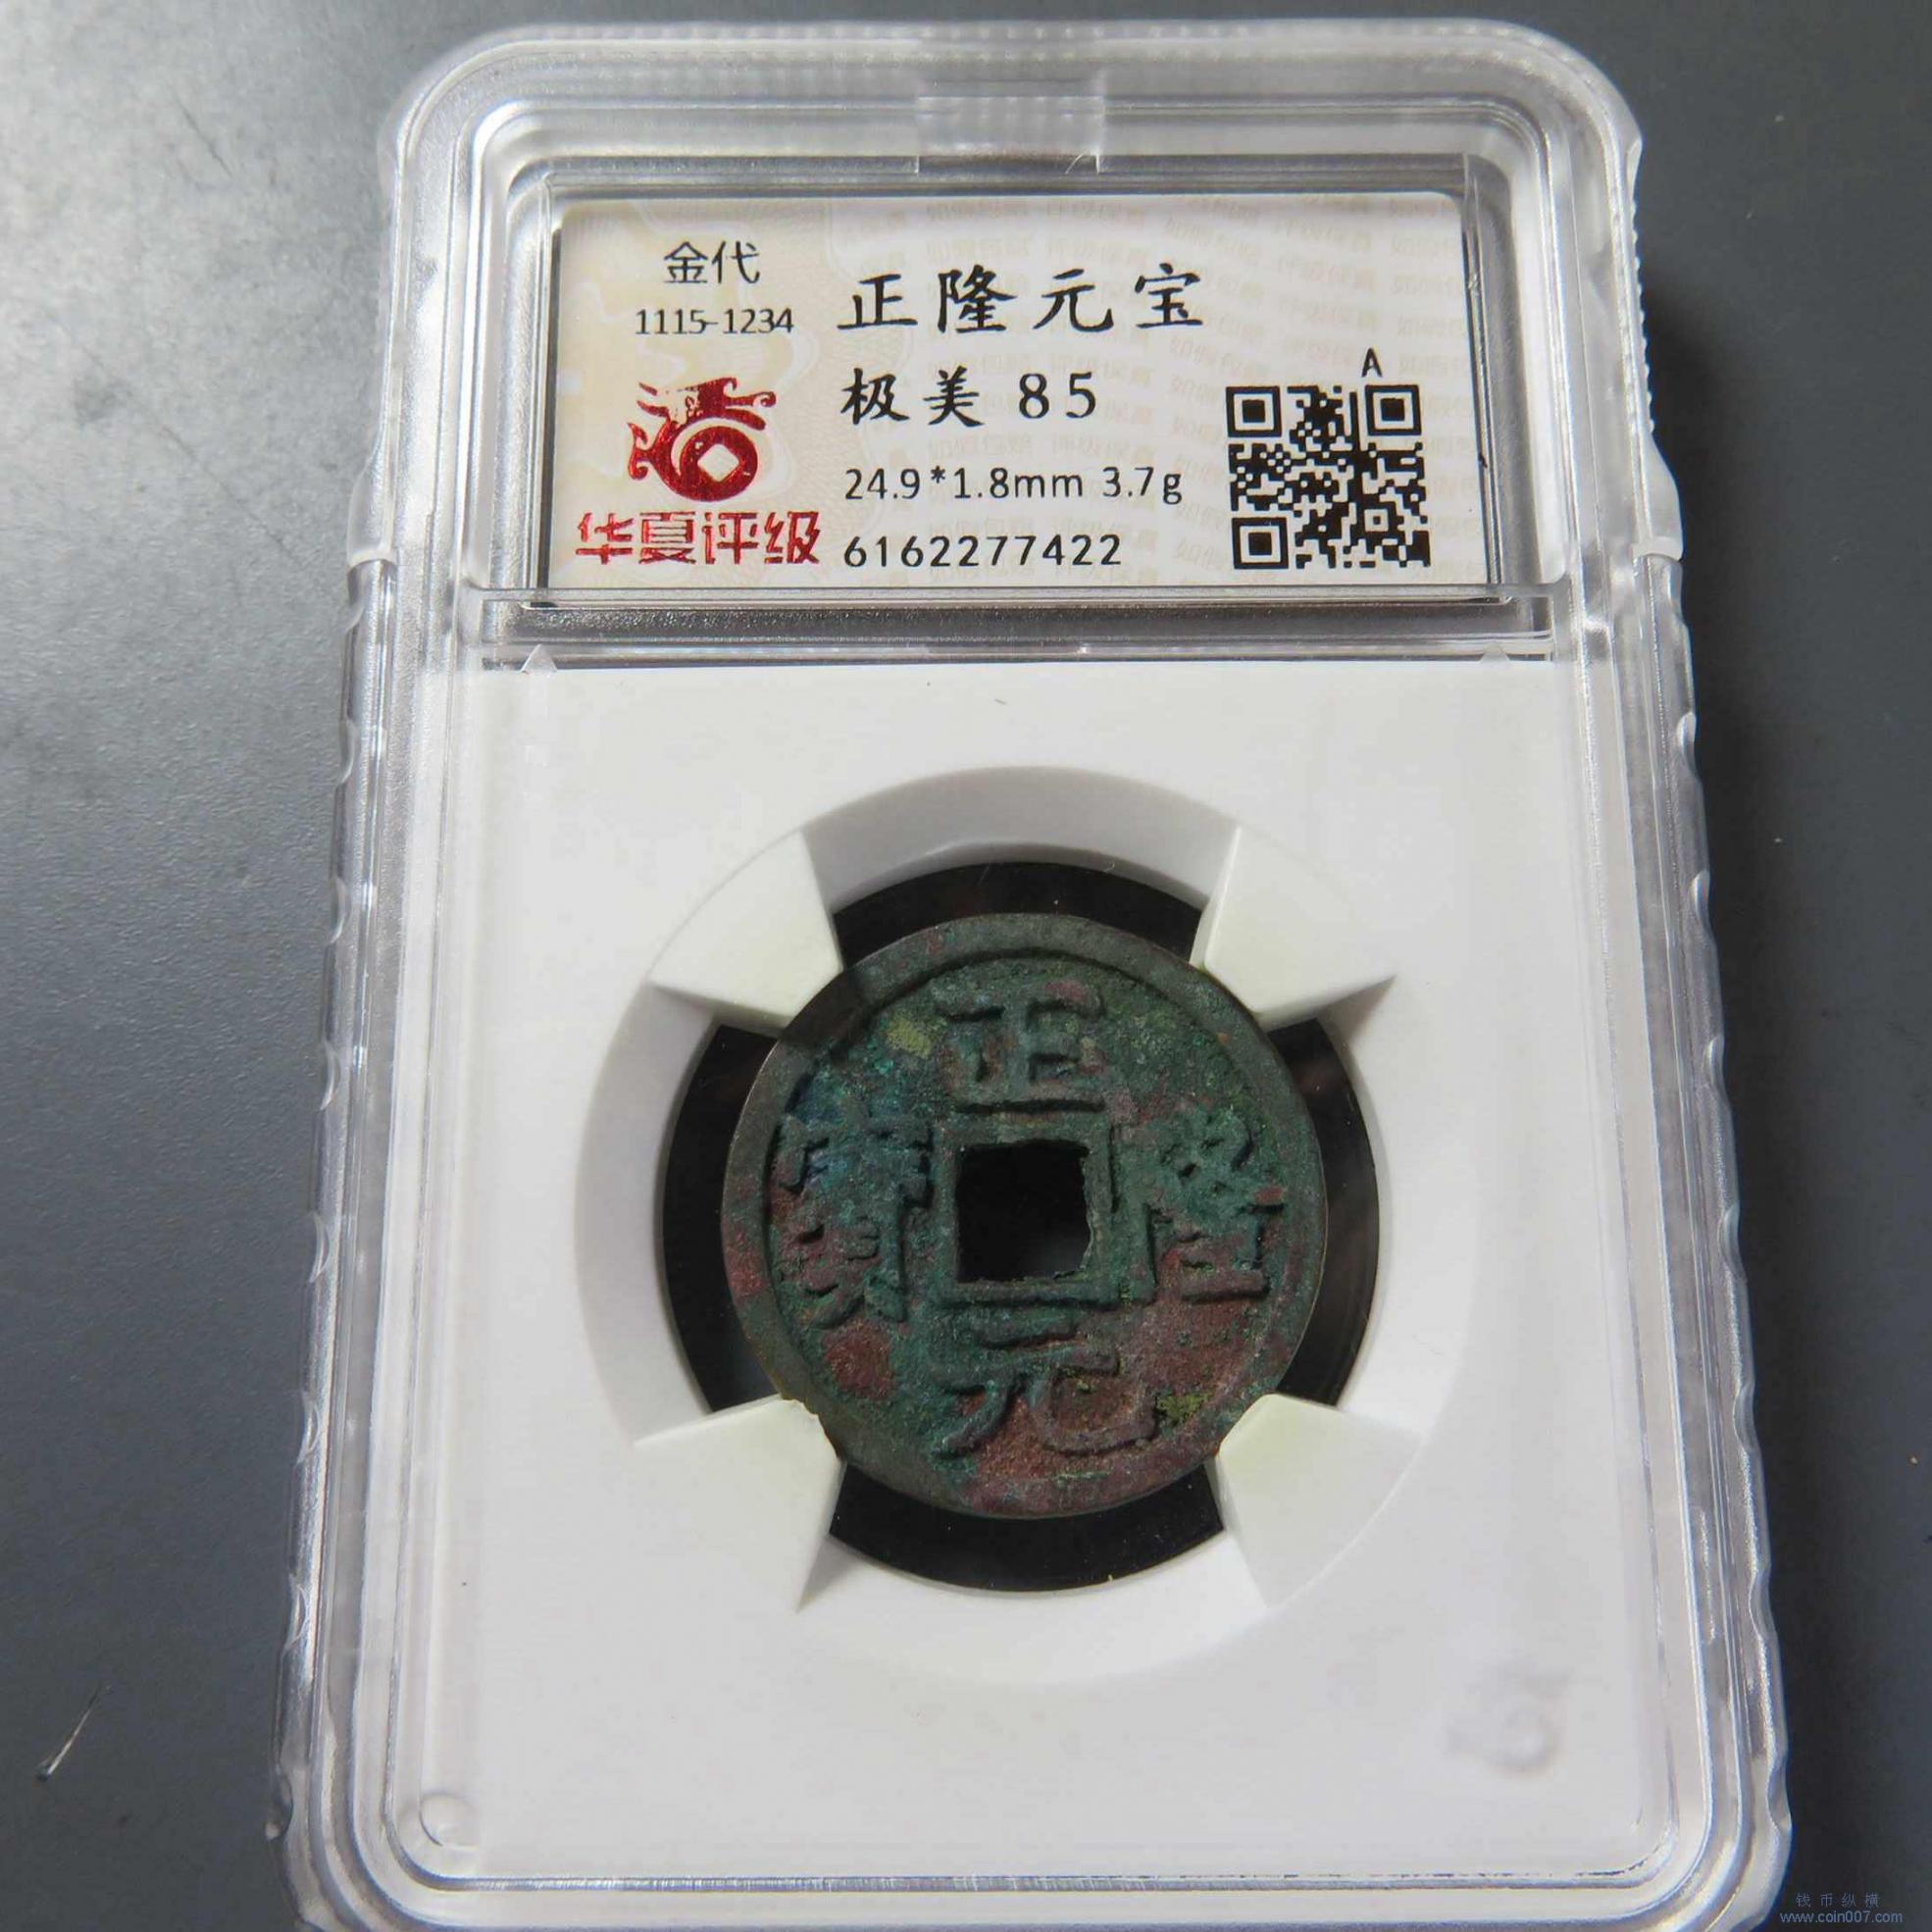 金代
1115-1234
正隆元宝
极美 85
A
24.9*1.8mm 3.7g
华夏评级
6162277422
正隆元寳
钱币纵横
www.coin007.com